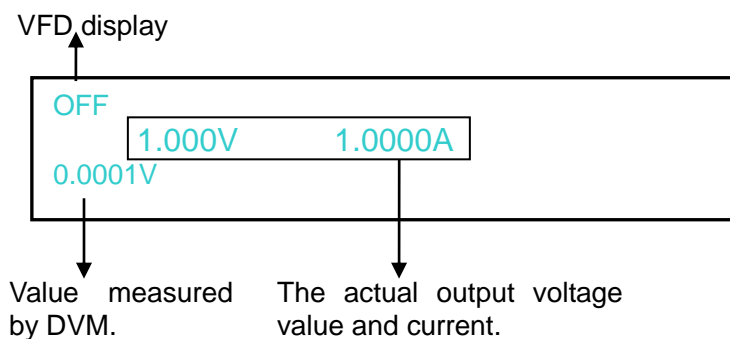 VFD display
OFF
1.000V 1.0000A
0.0001V
Value measured
by DVM.
The actual output voltage
value and current.